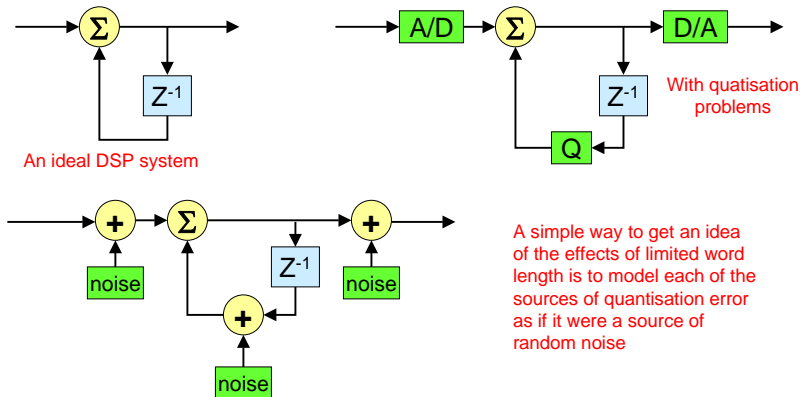 Σ
Z-1
An ideal DSP system
A/D
Σ
D/A
Z-1
Q
With quatisation
problems
+
Σ
+
noise
Z-1
noise
+
noise
A simple way to get an idea
of the effects of limited word
length is to model each of the
sources of quantisation error
as if it were a source of
random noise